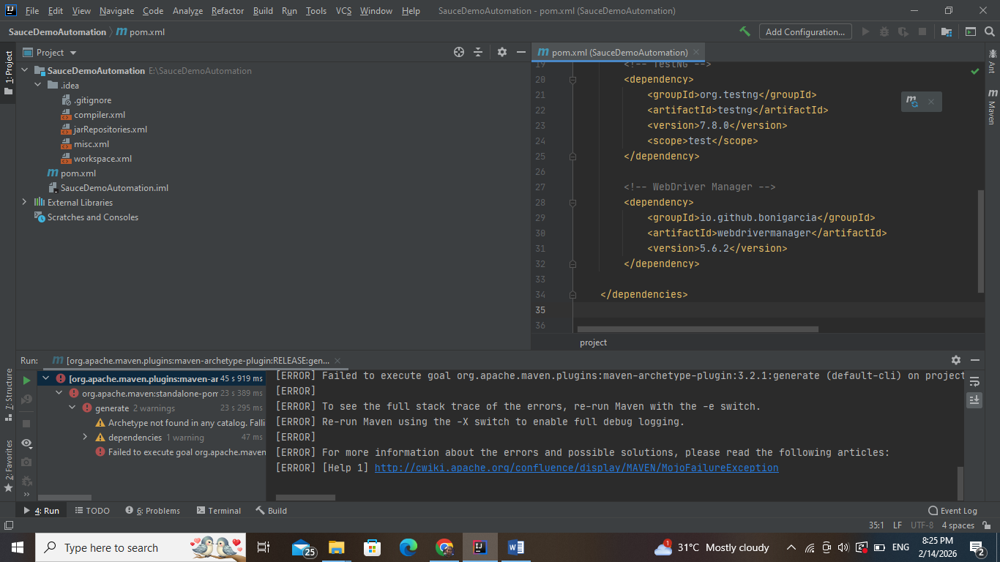 File Edit View Navigate Code Analyze Refactor Build Run Tools VCS Window Help SauceDemoAutomation - pom.xml (SauceDemoAutomation)
SauceDemoAutomation pom.xml
Add Configuration...
1: Project
Project
SauceDemoAutomation E:\SauceDemoAutomation
.idea
.gitignore
compiler.xml
jarRepositories.xml
misc.xml
workspace.xml
pom.xml
SauceDemoAutomation.iml
External Libraries
Scratches and Consoles
pom.xml (SauceDemoAutomation)
19 <!-- TestNG -->
20 <dependency>
21 <groupId>org.testng</groupId>
22 <artifactId>testng</artifactId>
23 <version>7.8.0</version>
24 <scope>test</scope>
25 </dependency>
26
27 <!-- WebDriver Manager -->
28 <dependency>
29 <groupId>io.github.bonigarcia</groupId>
30 <artifactId>webdrivermanager</artifactId>
31 <version>5.6.2</version>
32 </dependency>
33
34 </dependencies>
35
36
project
Ant
Maven
7: Structure
2: Favorites
Run: [org.apache.maven.plugins:maven-archetype-plugin:RELEASE:gen...
[org.apache.maven.plugins:maven-ar 45 s 919 ms
org.apache.maven:standalone-pom 23 s 389 ms
generate 2 warnings 23 s 295 ms
Archetype not found in any catalog. Falli
dependencies 1 warning 47 ms
Failed to execute goal org.apache.maven
[ERROR] Failed to execute goal org.apache.maven.plugins:maven-archetype-plugin:3.2.1:generate (default-cli) on project
[ERROR]
[ERROR] To see the full stack trace of the errors, re-run Maven with the -e switch.
[ERROR] Re-run Maven using the -X switch to enable full debug logging.
[ERROR]
[ERROR] For more information about the errors and possible solutions, please read the following articles:
[ERROR] [Help 1] http://cwiki.apache.org/confluence/display/MAVEN/MojoFailureException
4: Run TODO 6: Problems Terminal Build Event Log
35:1 LF UTF-8 4 spaces
Type here to search
25
1
31°C Mostly cloudy
ENG
8:25 PM
2/14/2026
2